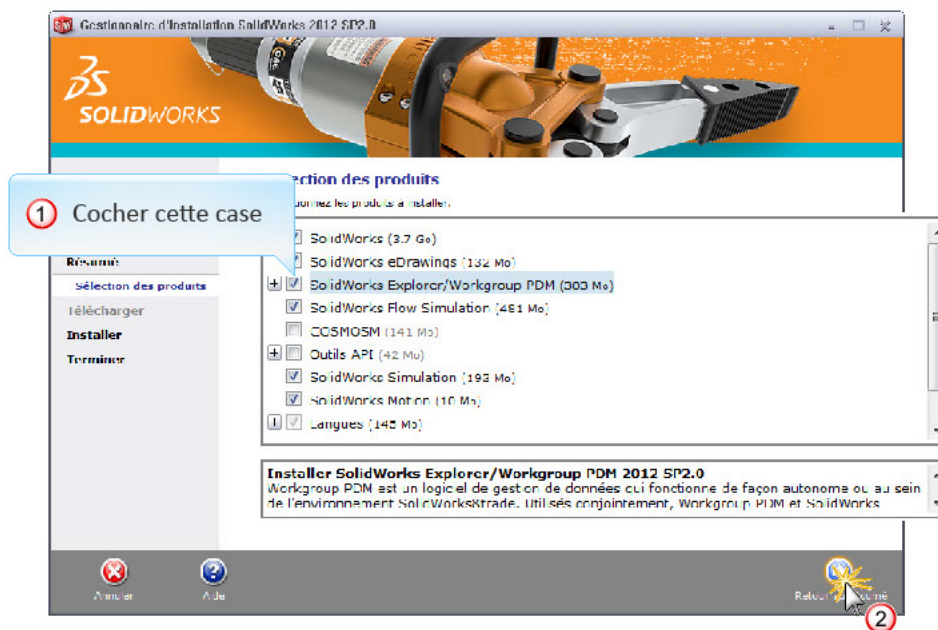 Gestionnaire d'Installation SolidWorks 2012 SP2.0
SOLIDWORKS
ection des produits
onnez les produits à installer.
1 Cocher cette case
SolidWorks (3.7 Go)
Résumé
SolidWorks eDrawings (132 Mo)
Sélection des produits
SolidWorks Explorer/Workgroup PDM (303 Mo)
Télécharger
SolidWorks Flow Simulation (481 Mo)
Installer
COSMOSM (141 Mo)
Terminer
Outils API (42 Mo)
SolidWorks Simulation (193 Mo)
SolidWorks Motion (10 Mo)
Langues (145 Mo)
Installer SolidWorks Explorer/Workgroup PDM 2012 SP2.0
Workgroup PDM est un logiciel de gestion de données qui fonctionne de façon autonome ou au sein
de l'environnement SolidWorks&trade. Utilisés conjointement, Workgroup PDM et SolidWorks
Annuler
Aide
Retour
2